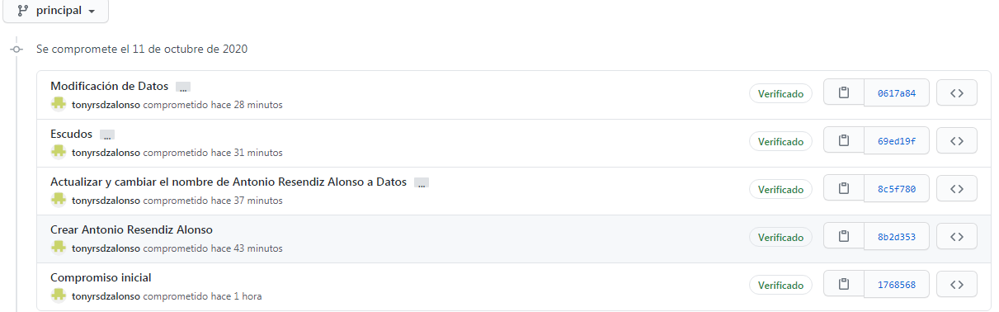 principal
Se compromete el 11 de octubre de 2020
Modificación de Datos ...
tonyrsdzalonso comprometido hace 28 minutos
Verificado
0617a84
Escudos ...
tonyrsdzalonso comprometido hace 31 minutos
Verificado
69ed19f
Actualizar y cambiar el nombre de Antonio Resendiz Alonso a Datos ...
tonyrsdzalonso comprometido hace 37 minutos
Verificado
8c5f780
Crear Antonio Resendiz Alonso
tonyrsdzalonso comprometido hace 43 minutos
Verificado
8b2d353
Compromiso inicial
tonyrsdzalonso comprometido hace 1 hora
Verificado
1768568